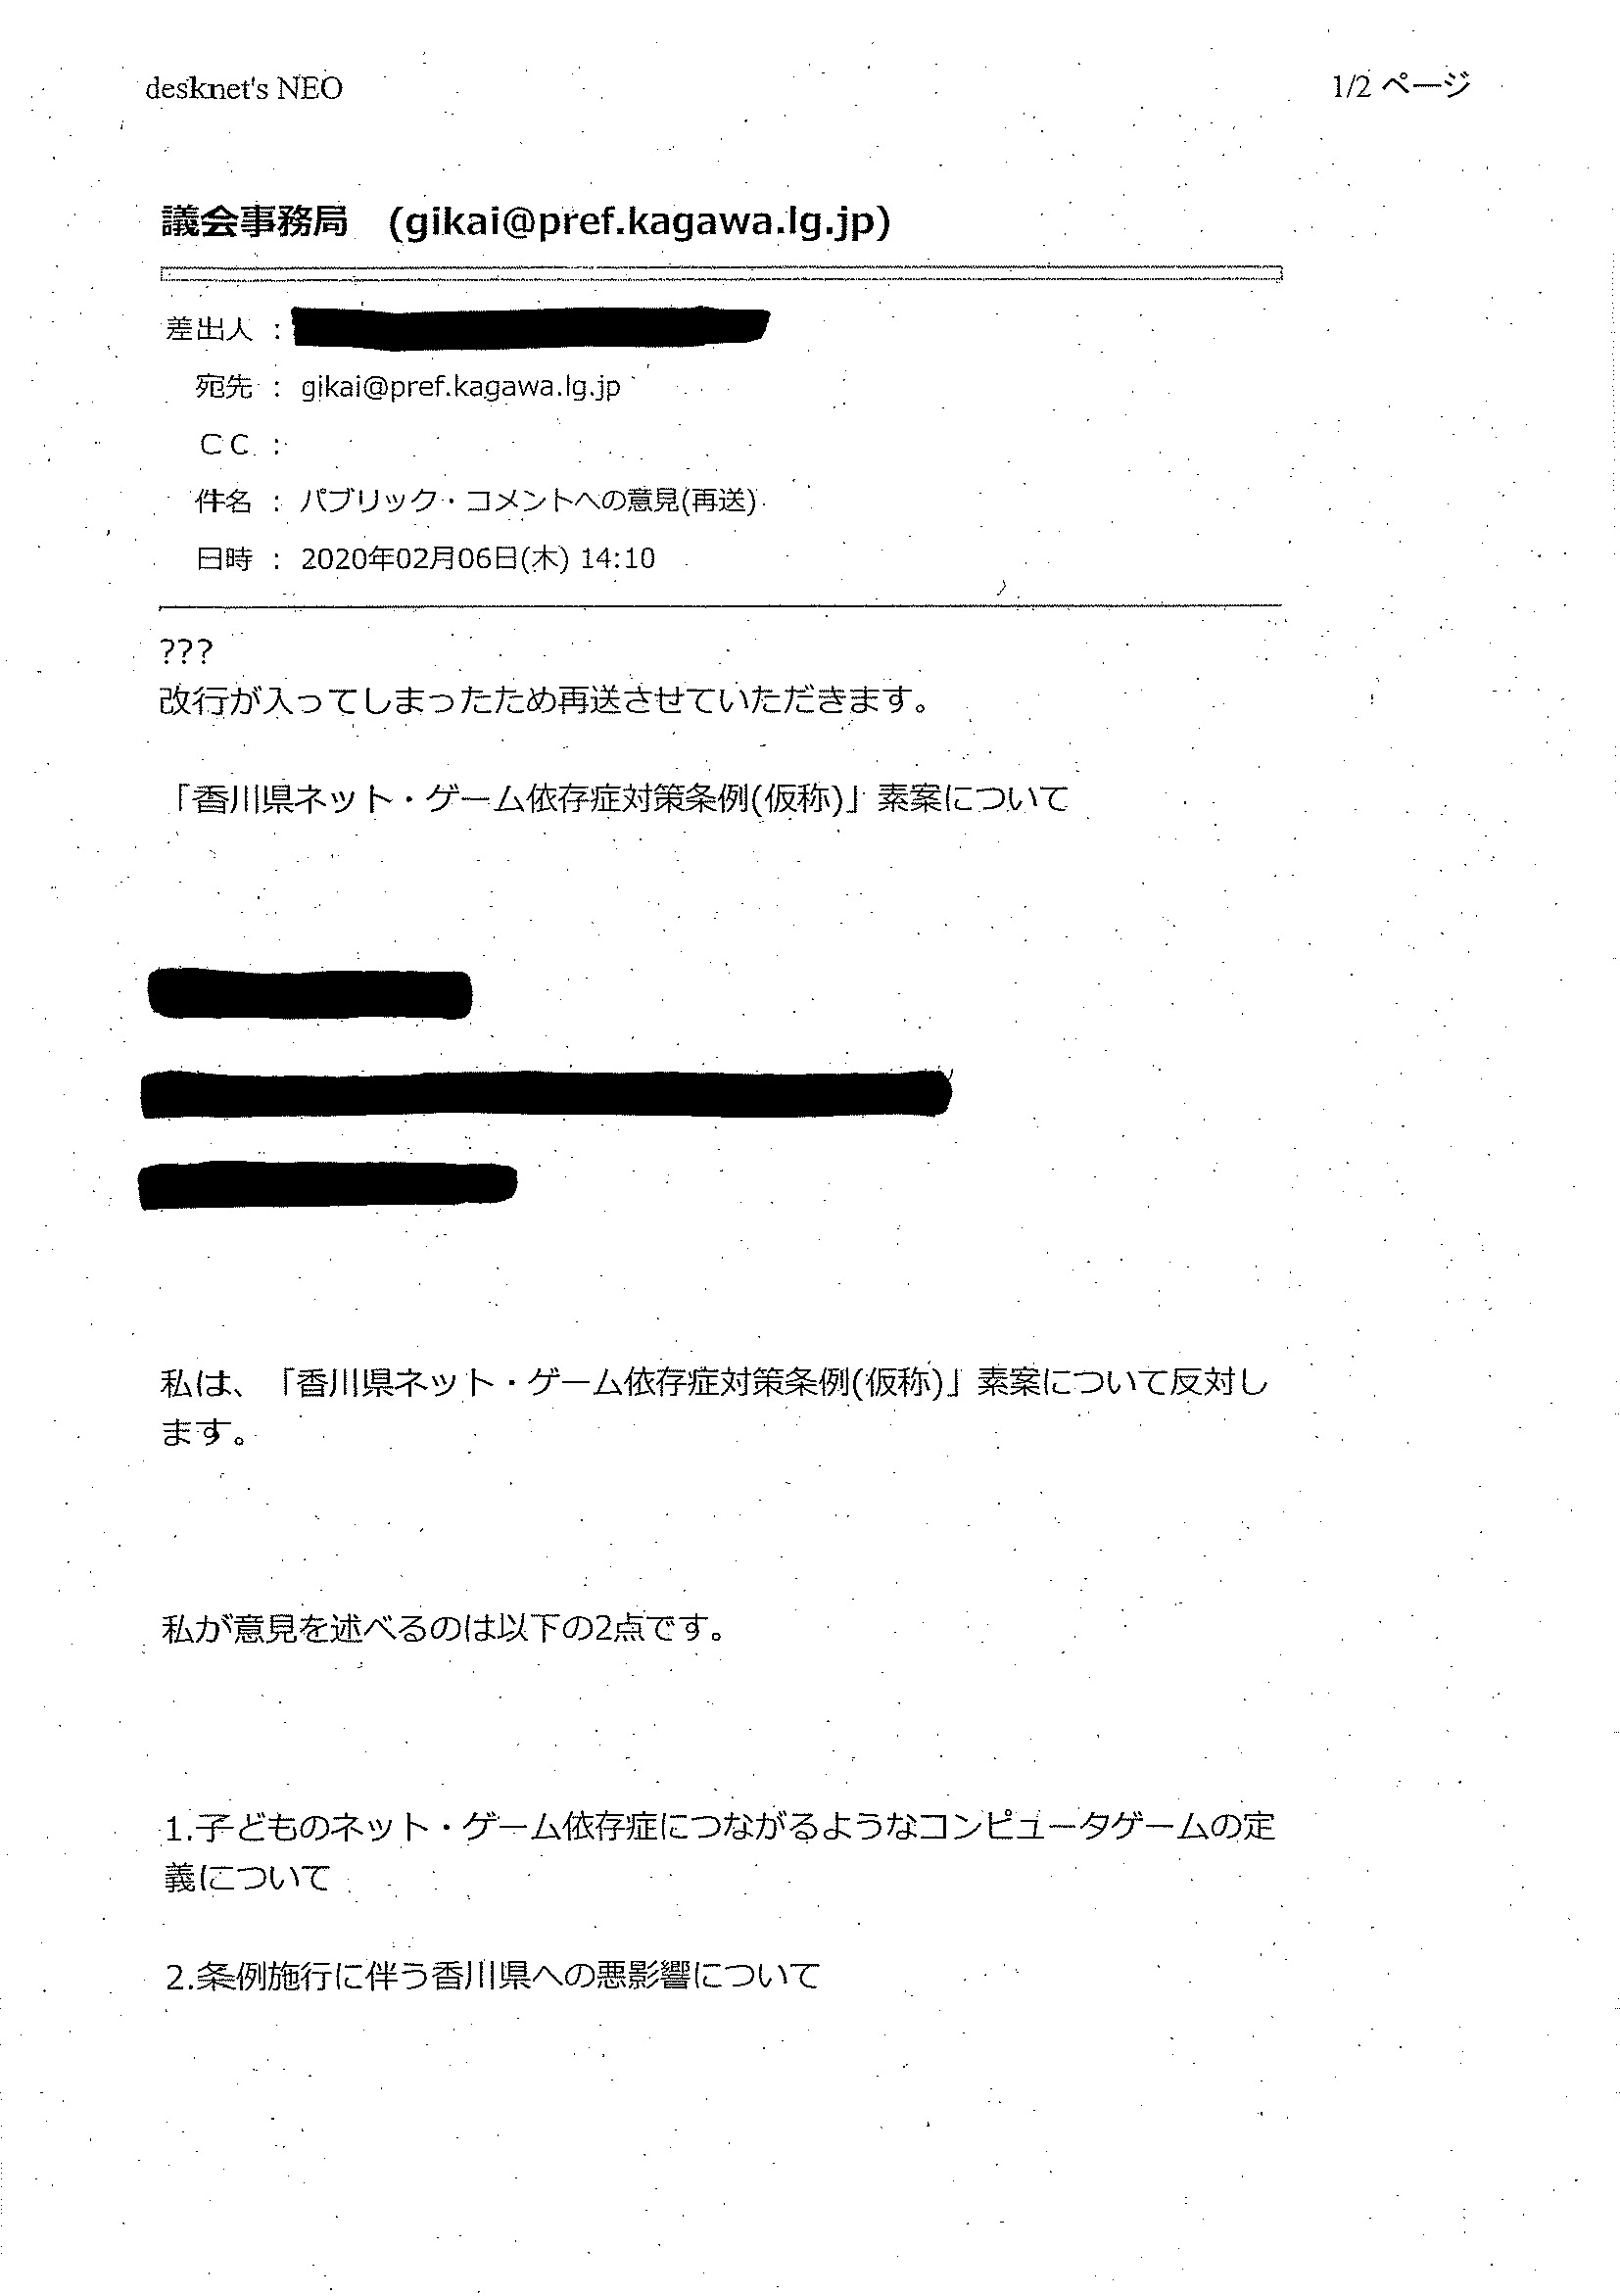 desknet's NEO
1/2 ページ
議会事務局　(gikai@pref.kagawa.lg.jp)
差出人 :
宛先 : gikai@pref.kagawa.lg.jp
ＣＣ :
件名 : パブリック・コメントへの意見(再送)
日時 : 2020年02月06日(木) 14:10
???
改行が入ってしまったため再送させていただきます。
「香川県ネット・ゲーム依存症対策条例(仮称)」素案について
私は、「香川県ネット・ゲーム依存症対策条例(仮称)」素案について反対し
ます。
私が意見を述べるのは以下の2点です。
1.子どものネット・ゲーム依存症につながるようなコンピュータゲームの定
義について
2.条例施行に伴う香川県への悪影響について